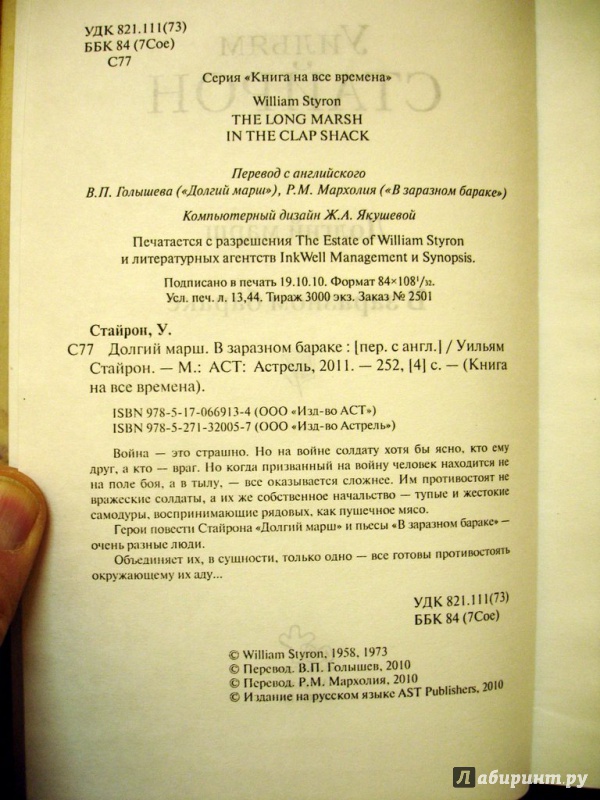 УДК 821.111(73)
ББК 84 (7Сое)
С77
Серия «Книга на все времена»
William Styron
THE LONG MARSH
IN THE CLAP SHACK
Перевод с английского
В.П. Голышева («Долгий марш»), Р.М. Мархолия («В заразном бараке»)
Компьютерный дизайн Ж.А. Якушевой
Печатается с разрешения The Estate of William Styron
и литературных агентств InkWell Management и Synopsis.
Подписано в печать 19.10.10. Формат 84×108¹/₃₂.
Усл. печ. л. 13,44. Тираж 3000 экз. Заказ № 2501
Стайрон, У.
С77 Долгий марш. В заразном бараке : [пер. с англ.] / Уильям
Стайрон. — М.: АСТ: Астрель, 2011. — 252, [4] с. — (Книга
на все времена).
ISBN 978-5-17-066913-4 (ООО «Изд-во АСТ»)
ISBN 978-5-271-32005-7 (ООО «Изд-во Астрель»)
Война — это страшно. Но на войне солдату хотя бы ясно, кто ему
друг, а кто — враг. Но когда призванный на войну человек находится не
на поле боя, а в тылу, — все оказывается сложнее. Им противостоят не
вражеские солдаты, а их же собственное начальство — тупые и жестокие
самодуры, воспринимающие рядовых, как пушечное мясо.
Герои повести Стайрона «Долгий марш» и пьесы «В заразном бараке» —
очень разные люди.
Объединяет их, в сущности, только одно — все готовы противостоять
окружающему их аду...
УДК 821.111(73)
ББК 84 (7Сое)
© William Styron, 1958, 1973
© Перевод. В.П. Голышев, 2010
© Перевод. Р.М. Мархолия, 2010
© Издание на русском языке AST Publishers, 2010
Лабиринт.ру